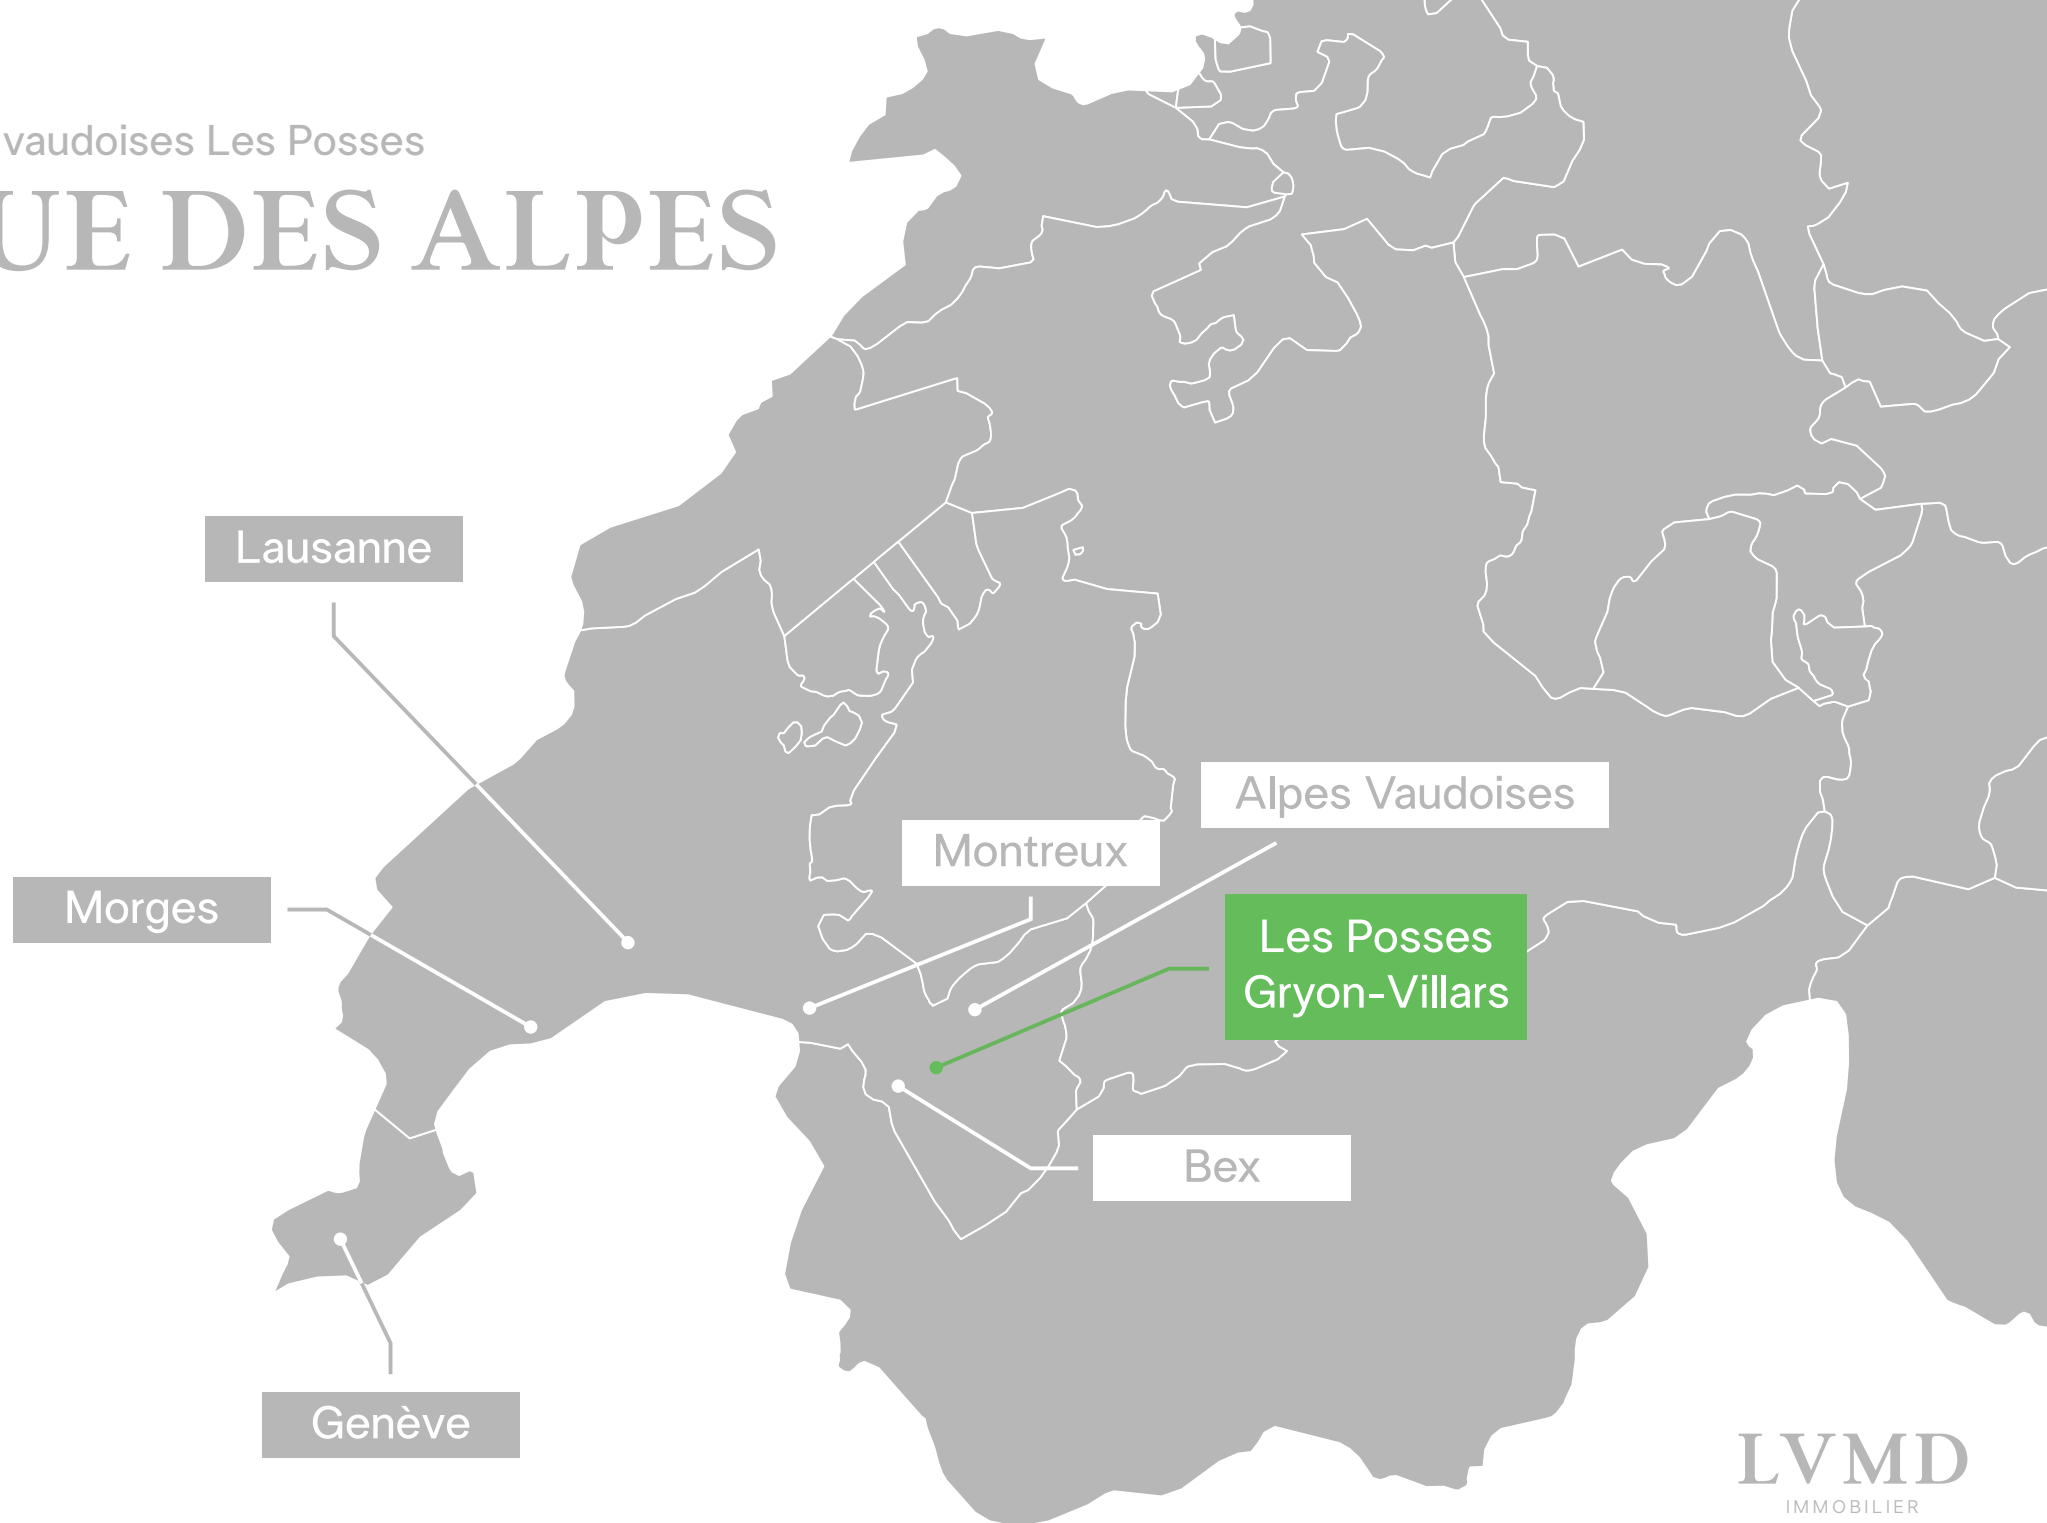 vaudoises Les Posses
UE DES ALPES
Lausanne
Alpes Vaudoises
Montreux
Morges
Les Posses
Gryon-Villars
Bex
Genève
LVMD
IMMOBILIER